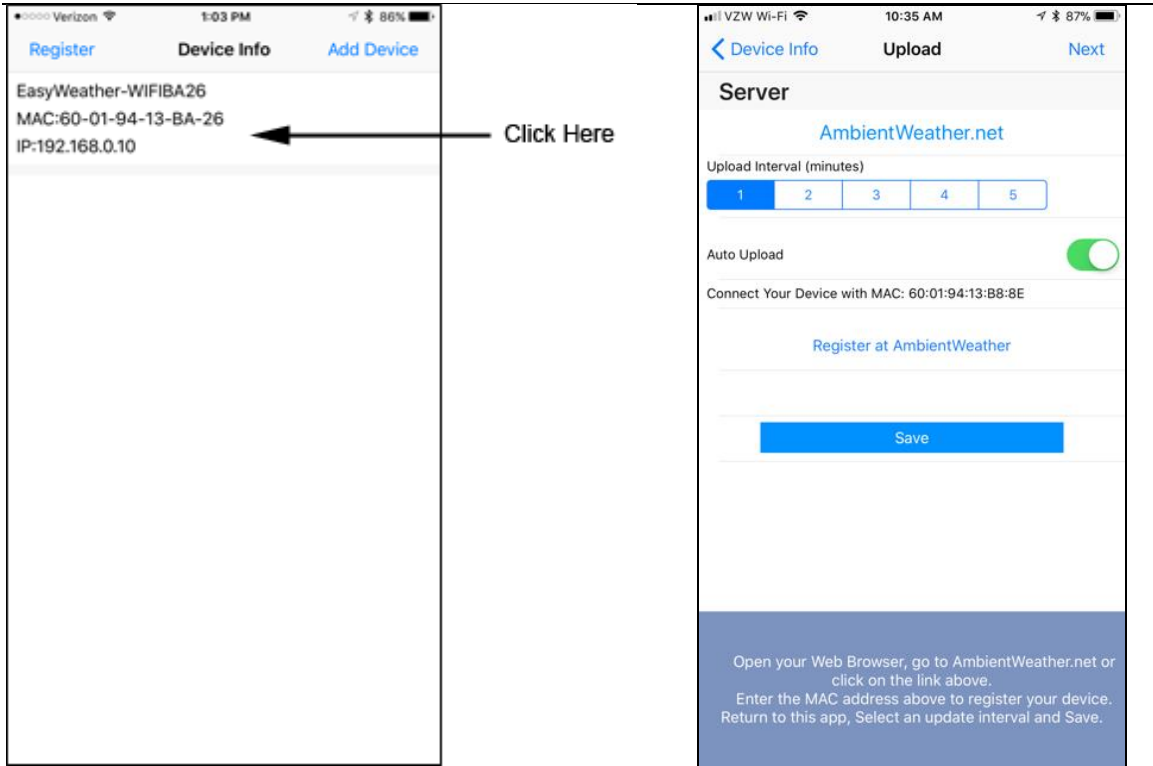 Verizon 1:03 PM 86%
Register Device Info Add Device
EasyWeather-WIFIBA26
MAC:60-01-94-13-BA-26
IP:192.168.0.10
Click Here
VZW Wi-Fi 10:35 AM 87%
Device Info Upload Next
Server
AmbientWeather.net
Upload Interval (minutes)
1 2 3 4 5
Auto Upload
Connect Your Device with MAC: 60:01:94:13:B8:8E
Register at AmbientWeather
Save
Open your Web Browser, go to AmbientWeather.net or
click on the link above.
Enter the MAC address above to register your device.
Return to this app, Select an update interval and Save.